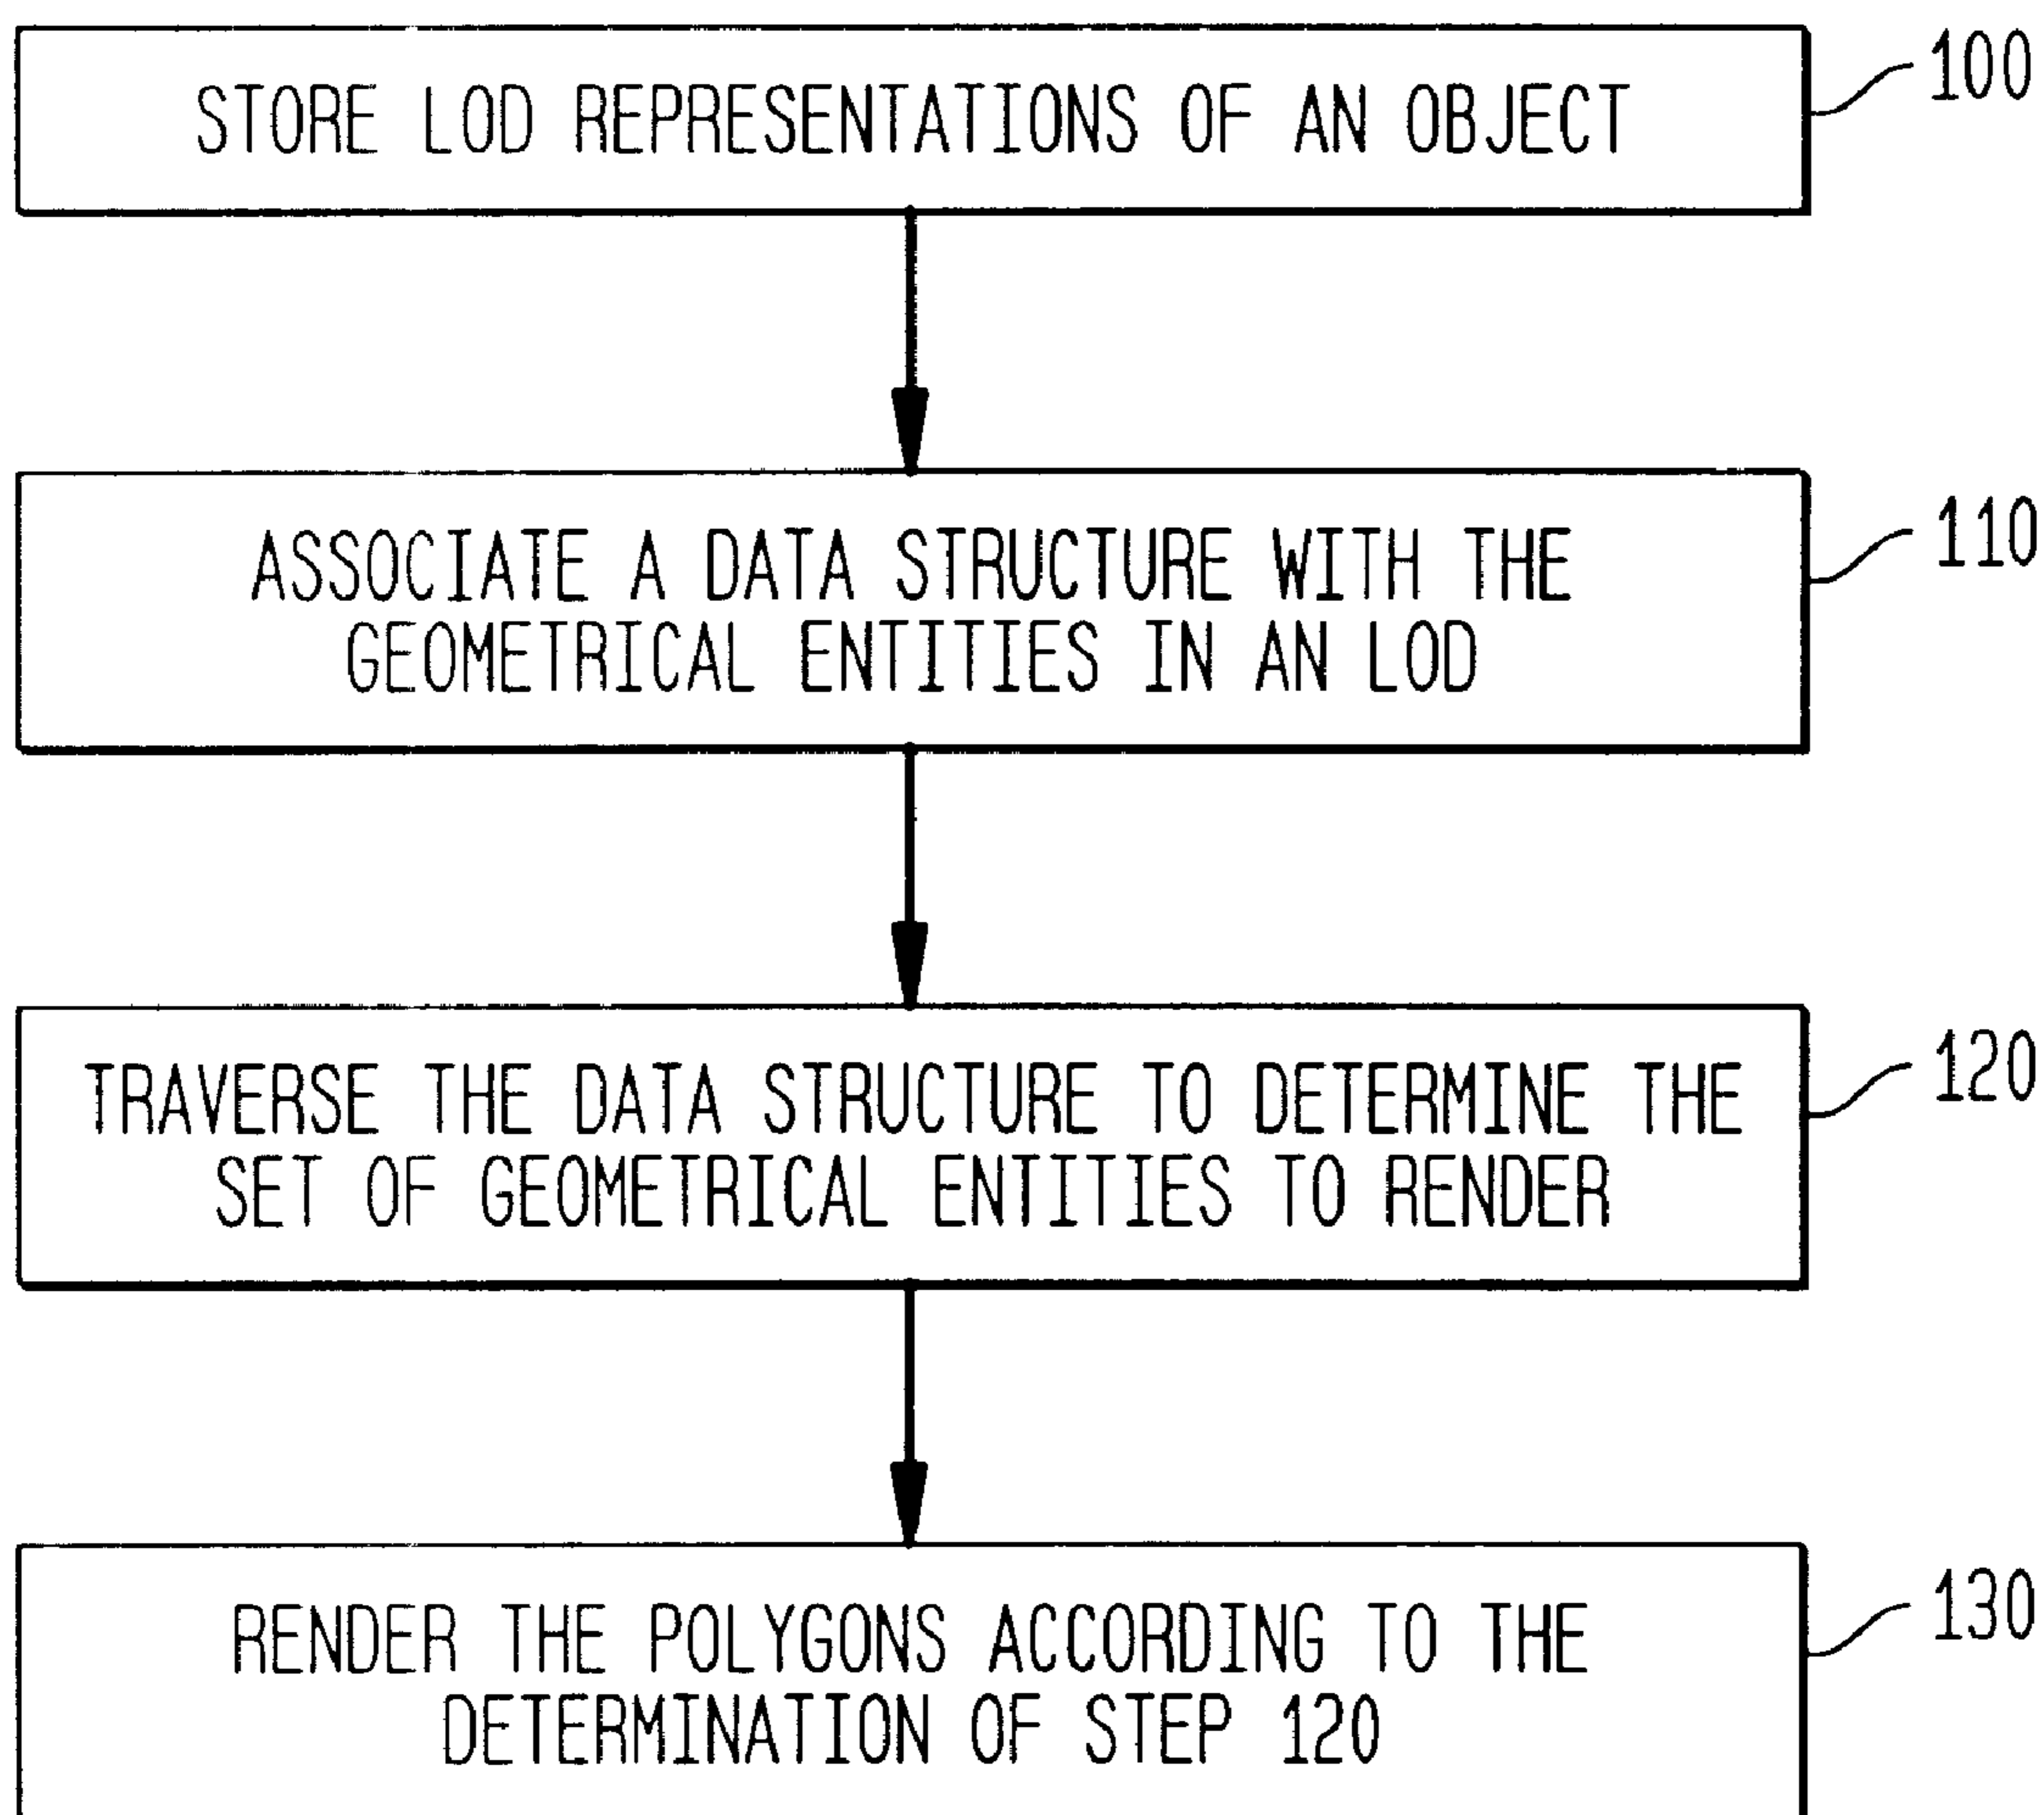 STORE LOD REPRESENTATIONS OF AN OBJECT
100
ASSOCIATE A DATA STRUCTURE WITH THE
GEOMETRICAL ENTITIES IN AN LOD
110
TRAVERSE THE DATA STRUCTURE TO DETERMINE THE
SET OF GEOMETRICAL ENTITIES TO RENDER
120
RENDER THE POLYGONS ACCORDING TO THE
DETERMINATION OF STEP 120
130